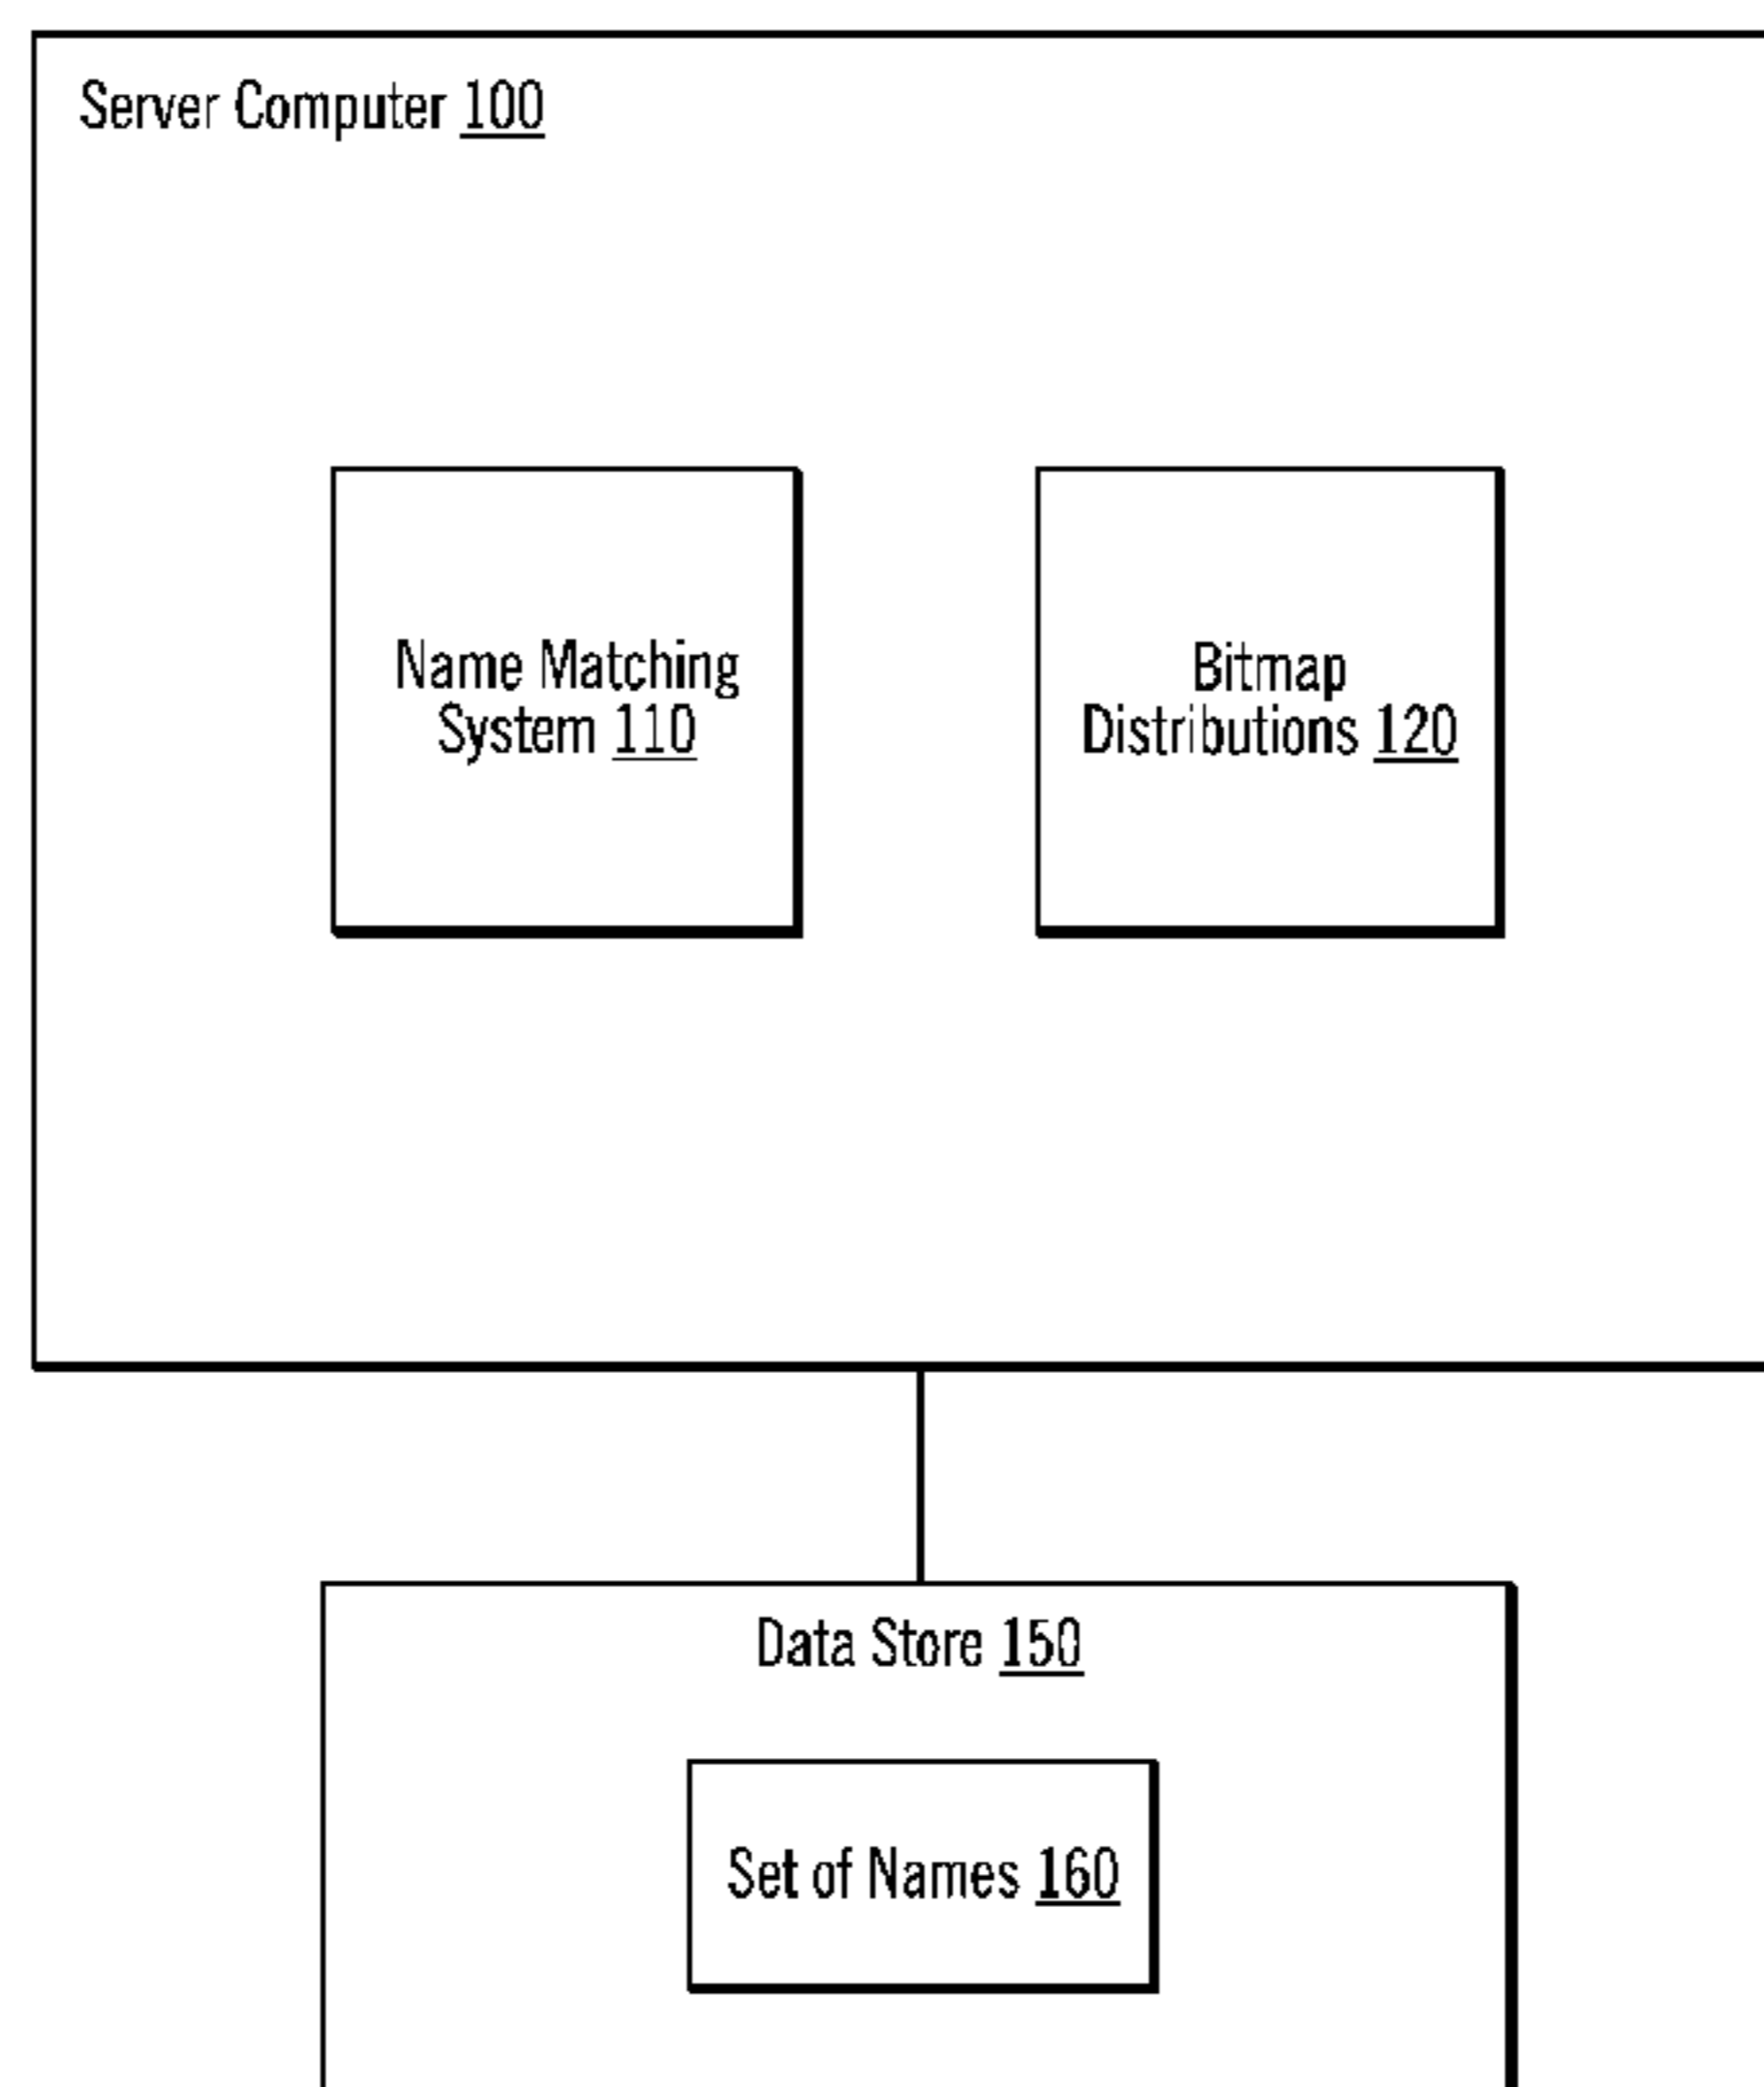 Server Computer 100
Name Matching
System 110
Bitmap
Distributions 120
Data Store 150
Set of Names 160